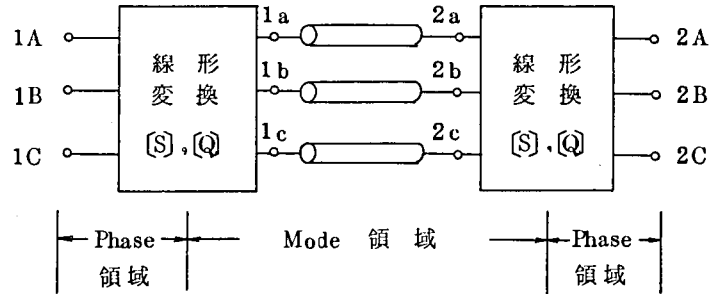 1A 1a 2a 2A
線形 線形
1B 変換 1b 2b 変換 2B
1C [S],[Q] 1c 2c [S],[Q] 2C
Phase Mode 領域 Phase
領域 領域